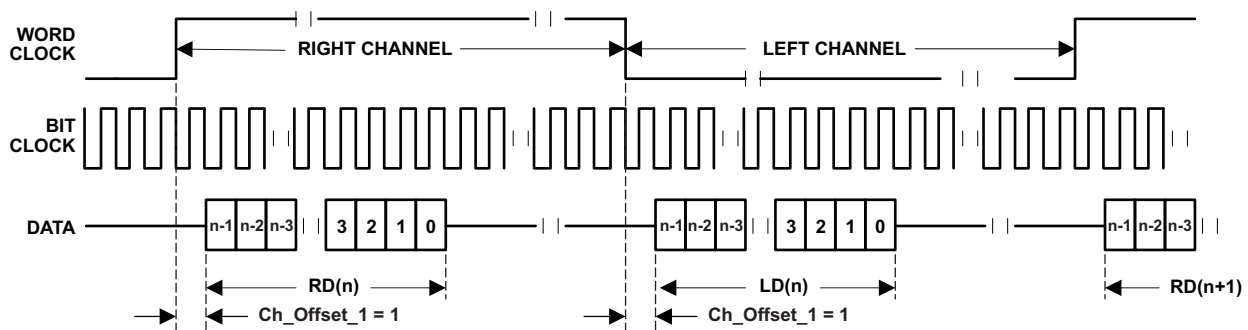 WORD
CLOCK
RIGHT CHANNEL
LEFT CHANNEL
BIT
CLOCK
DATA
n-1 n-2 n-3 3 2 1 0
n-1 n-2 n-3 3 2 1 0
n-1 n-2 n-3
RD(n)
LD(n)
RD(n+1)
Ch_Offset_1 = 1
Ch_Offset_1 = 1